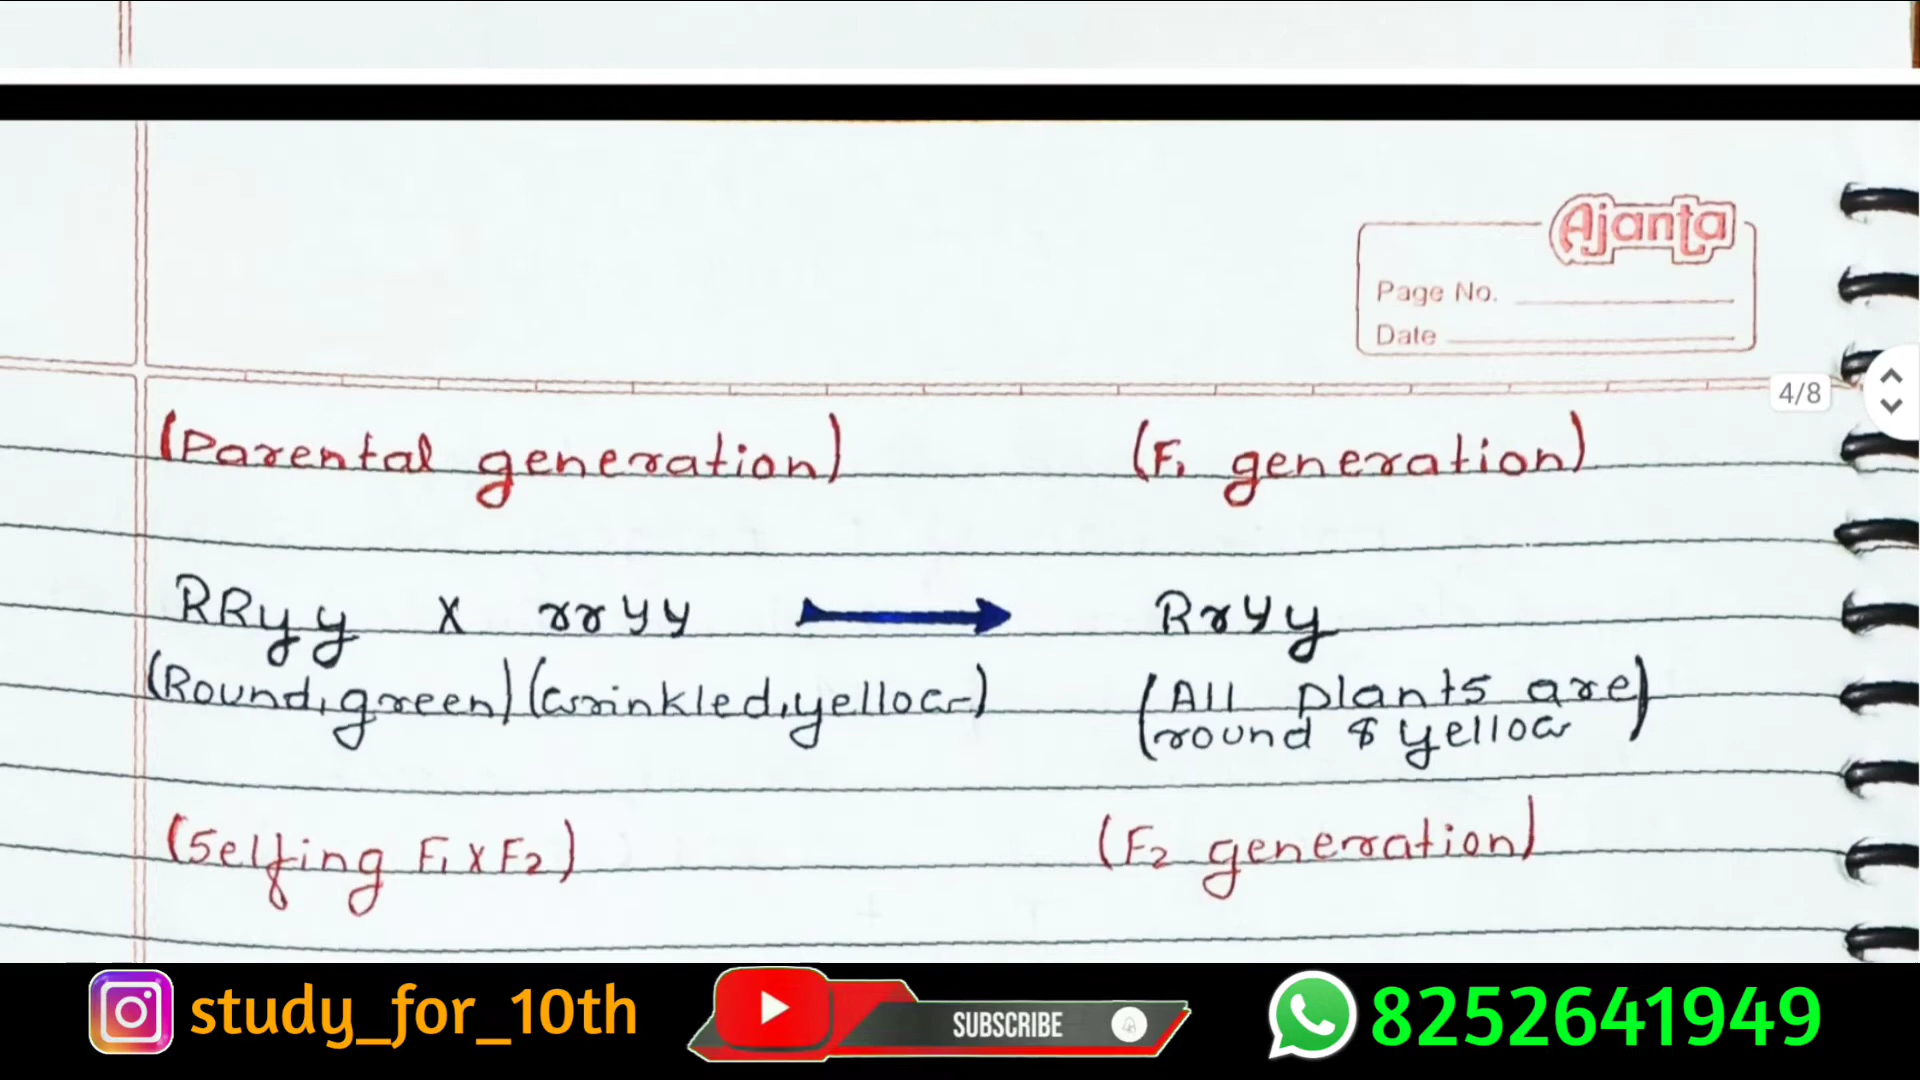 Ajanta
Page No.
Date
4/8
(Parental generation) (F1 generation)
RRyy X rrYY RrYy
(Round, green) (wrinkled, yellow) (All plants are
round & yellow)
(Selfing F1 X F2) (F2 generation)
study_for_10th SUBSCRIBE 8252641949